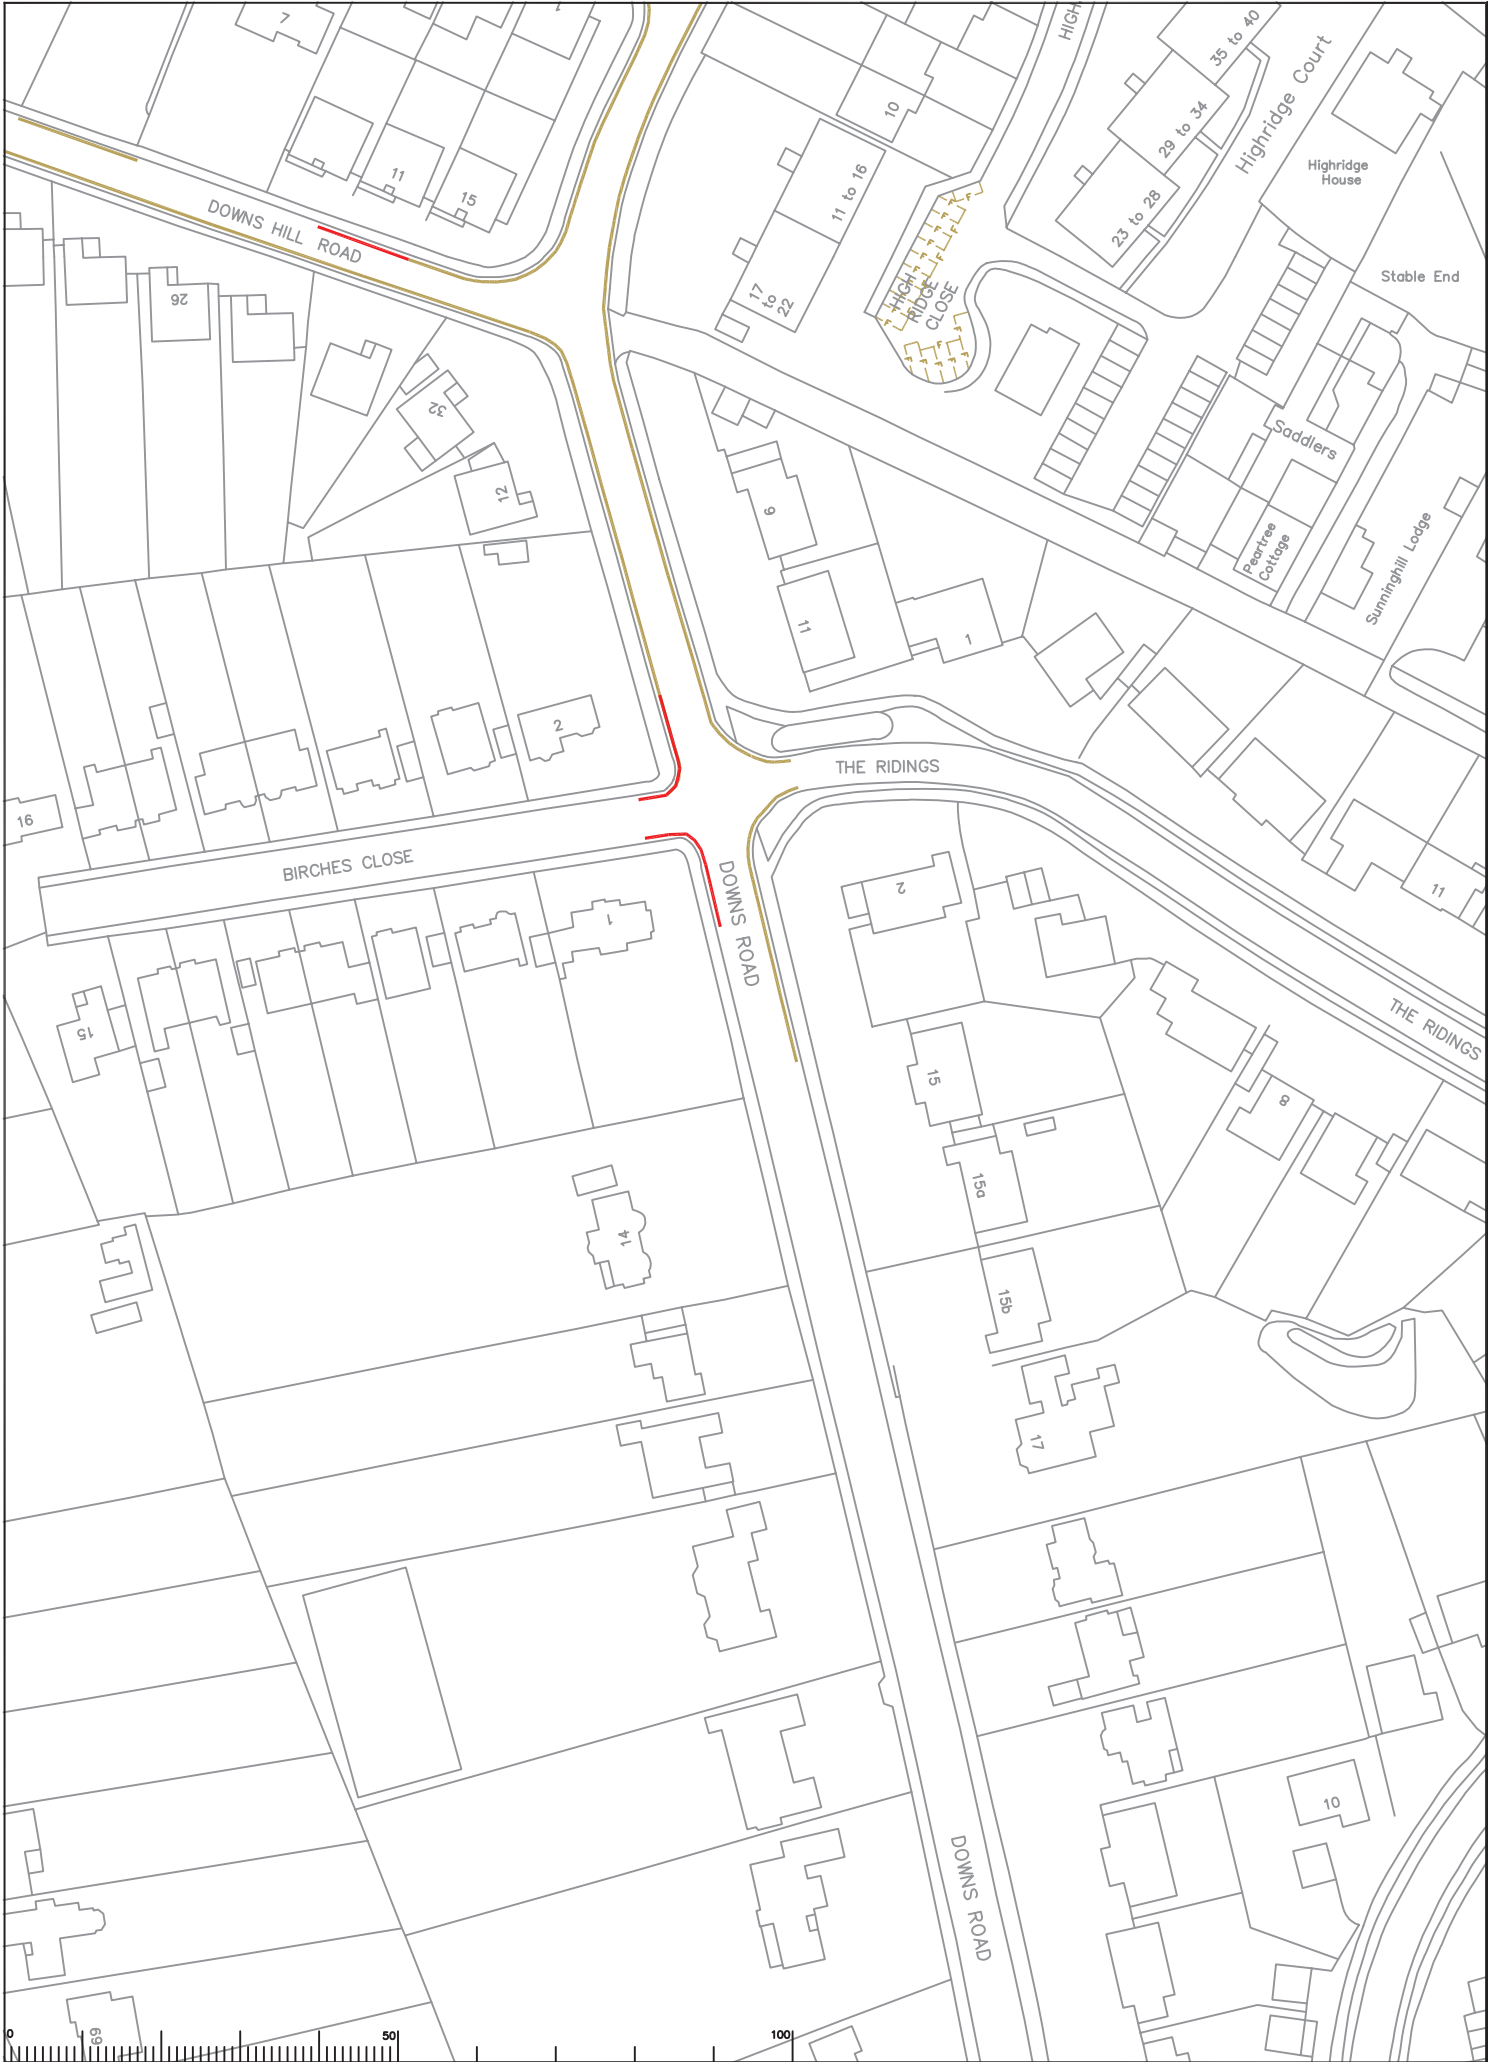 7
1
HIGH
35 to 40
29 to 34
23 to 28
Highridge Court
Highridge
House
Stable End
10
11 to 16
17
to
22
HIGH
RIDGE
CLOSE
11
15
DOWNS HILL ROAD
26
32
12
9
11
1
Saddlers
Peartree
Cottage
Sunninghill Lodge
2
16
THE RIDINGS
BIRCHES CLOSE
DOWNS ROAD
2
11
1
15
THE RIDINGS
15
8
15a
14
15b
17
10
DOWNS ROAD
69
0
50
100